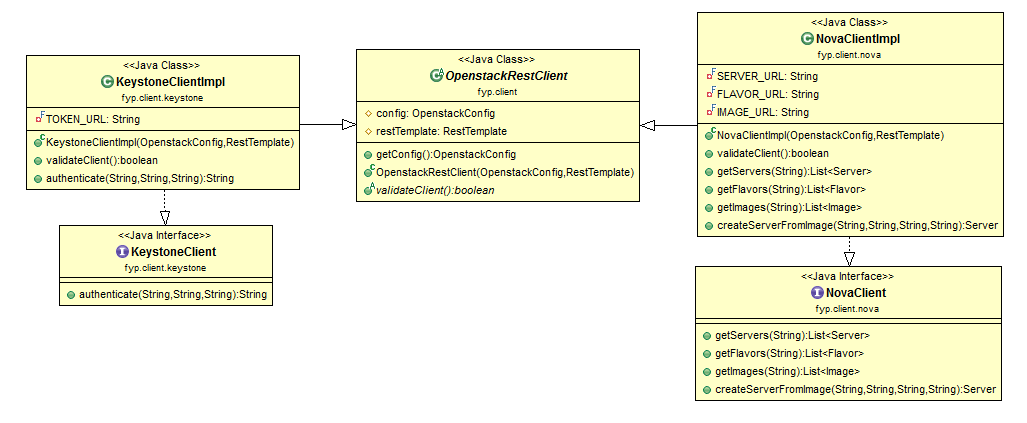 <<Java Class>>
KeystoneClientImpl
fyp.client.keystone
TOKEN_URL: String
KeystoneClientImpl(OpenstackConfig,RestTemplate)
validateClient():boolean
authenticate(String,String,String):String
<<Java Interface>>
KeystoneClient
fyp.client.keystone
authenticate(String,String,String):String
<<Java Class>>
OpenstackRestClient
fyp.client
config: OpenstackConfig
restTemplate: RestTemplate
getConfig():OpenstackConfig
OpenstackRestClient(OpenstackConfig,RestTemplate)
validateClient():boolean
<<Java Class>>
NovaClientImpl
fyp.client.nova
SERVER_URL: String
FLAVOR_URL: String
IMAGE_URL: String
NovaClientImpl(OpenstackConfig,RestTemplate)
validateClient():boolean
getServers(String):List<Server>
getFlavors(String):List<Flavor>
getImages(String):List<Image>
createServerFromImage(String,String,String,String):Server
<<Java Interface>>
NovaClient
fyp.client.nova
getServers(String):List<Server>
getFlavors(String):List<Flavor>
getImages(String):List<Image>
createServerFromImage(String,String,String,String):Server